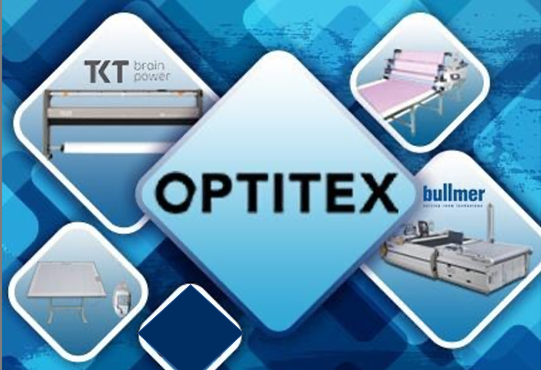 TKT brain
power
OPTITEX
bullmer